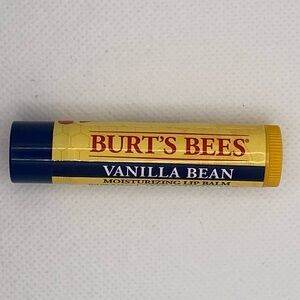 BURT'S BEES®
VANILLA BEAN
MOISTURIZING LIP BALM